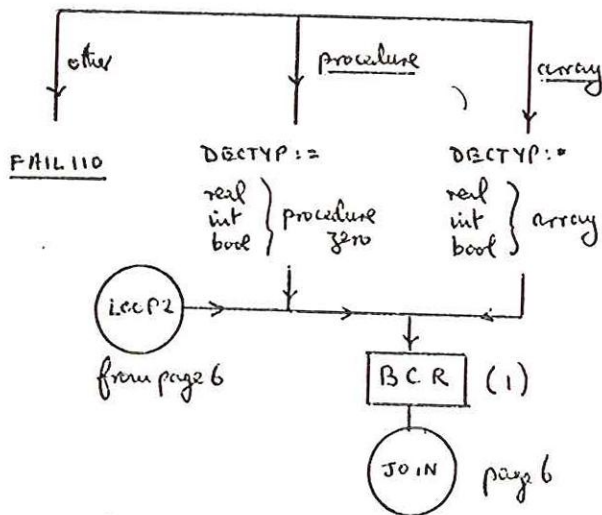 other
procedure
array
FAIL 110
DECTYP:=
real
int
bool
procedure
zero
DECTYP:=
real
int
bool
array
LOOP2
from page 6
B C R
(1)
JOIN
page 6